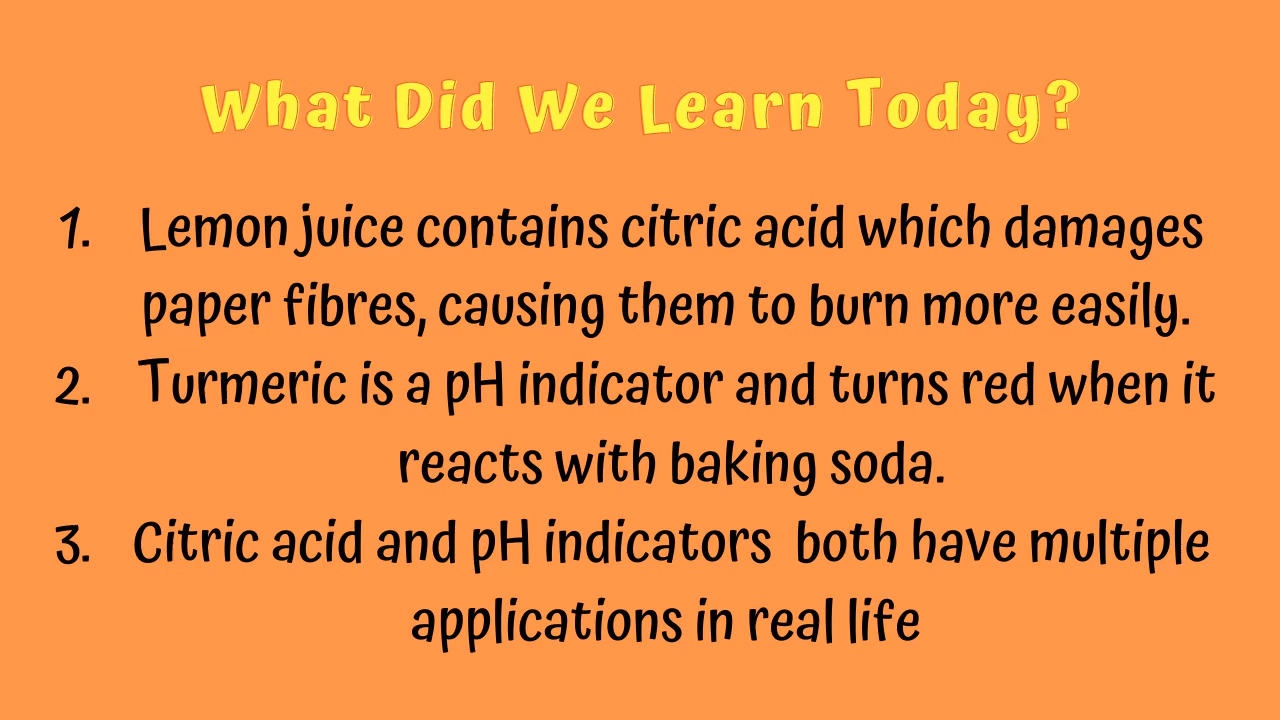 What Did We Learn Today?
1. Lemon juice contains citric acid which damages
paper fibres, causing them to burn more easily.
2. Turmeric is a pH indicator and turns red when it
reacts with baking soda.
3. Citric acid and pH indicators  both have multiple
applications in real life